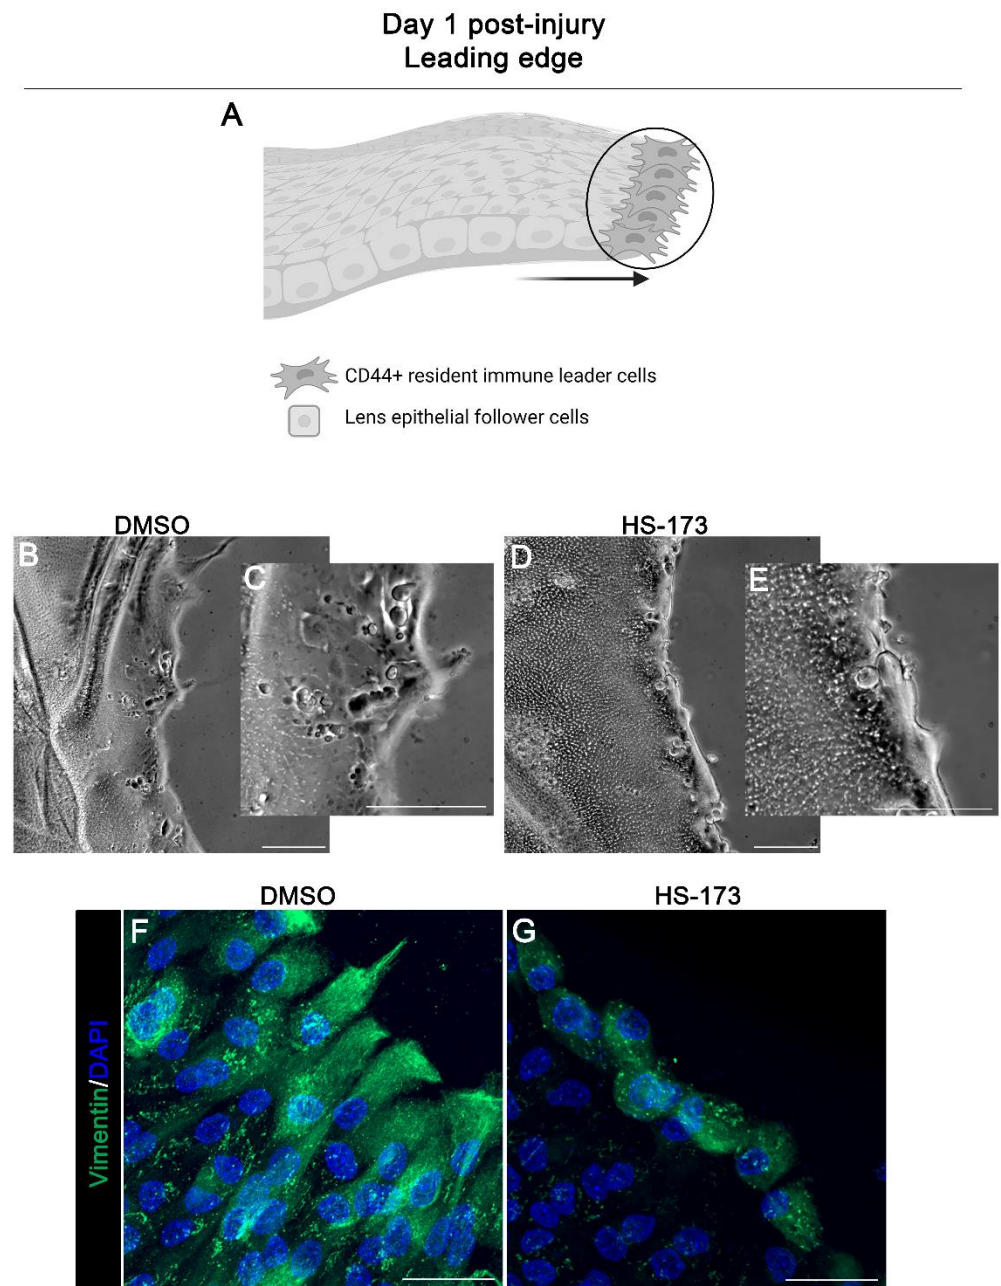 Day 1 post-injury
Leading edge
A
CD44+ resident immune leader cells
Lens epithelial follower cells
DMSO
HS-173
B
C
D
E
DMSO
HS-173
Vimentin/DAPI
F
G